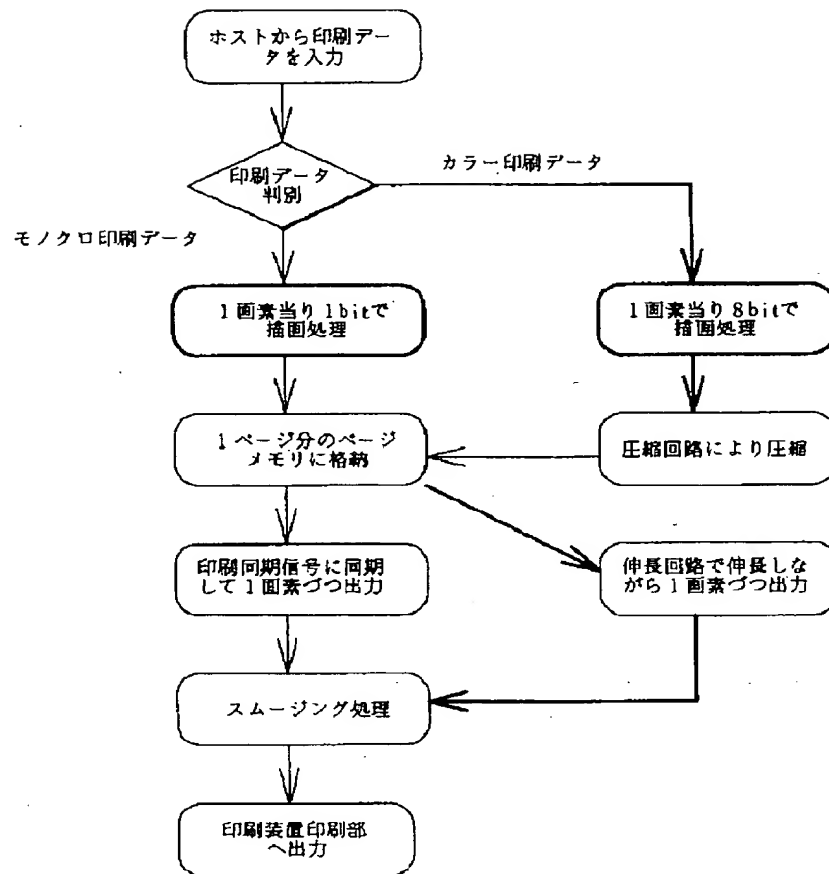 ホストから印刷デー
タを入力
印刷データ
判別
カラー印刷データ
モノクロ印刷データ
1画素当り1bitで
描画処理
1画素当り8bitで
描画処理
1ページ分のページ
メモリに格納
圧縮回路により圧縮
印刷同期信号に同期
して1画素づつ出力
伸長回路で伸長しな
がら1画素づつ出力
スムージング処理
印刷装置印刷部
へ出力